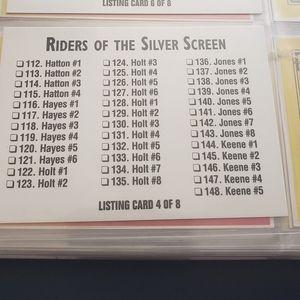 LISTING CARD 6 OF 8
RIDERS OF THE SILVER SCREEN
❏ 112. Hatton #1
❏ 113. Hatton #2
❏ 114. Hatton #3
❏ 115. Hatton #4
❏ 116. Hayes #1
❏ 117. Hayes #2
❏ 118. Hayes #3
❏ 119. Hayes #4
❏ 120. Hayes #5
❏ 121. Hayes #6
❏ 122. Holt #1
❏ 123. Holt #2
❏ 124. Holt #3
❏ 125. Holt #4
❏ 126. Holt #5
❏ 127. Holt #6
❏ 128. Holt #1
❏ 129. Holt #2
❏ 130. Holt #3
❏ 131. Holt #4
❏ 132. Holt #5
❏ 133. Holt #6
❏ 134. Holt #7
❏ 135. Holt #8
❏ 136. Jones #1
❏ 137. Jones #2
❏ 138. Jones #3
❏ 139. Jones #4
❏ 140. Jones #5
❏ 141. Jones #6
❏ 142. Jones #7
❏ 143. Jones #8
❏ 144. Keene #1
❏ 145. Keene #2
❏ 146. Keene #3
❏ 147. Keene #4
❏ 148. Keene #5
LISTING CARD 4 OF 8